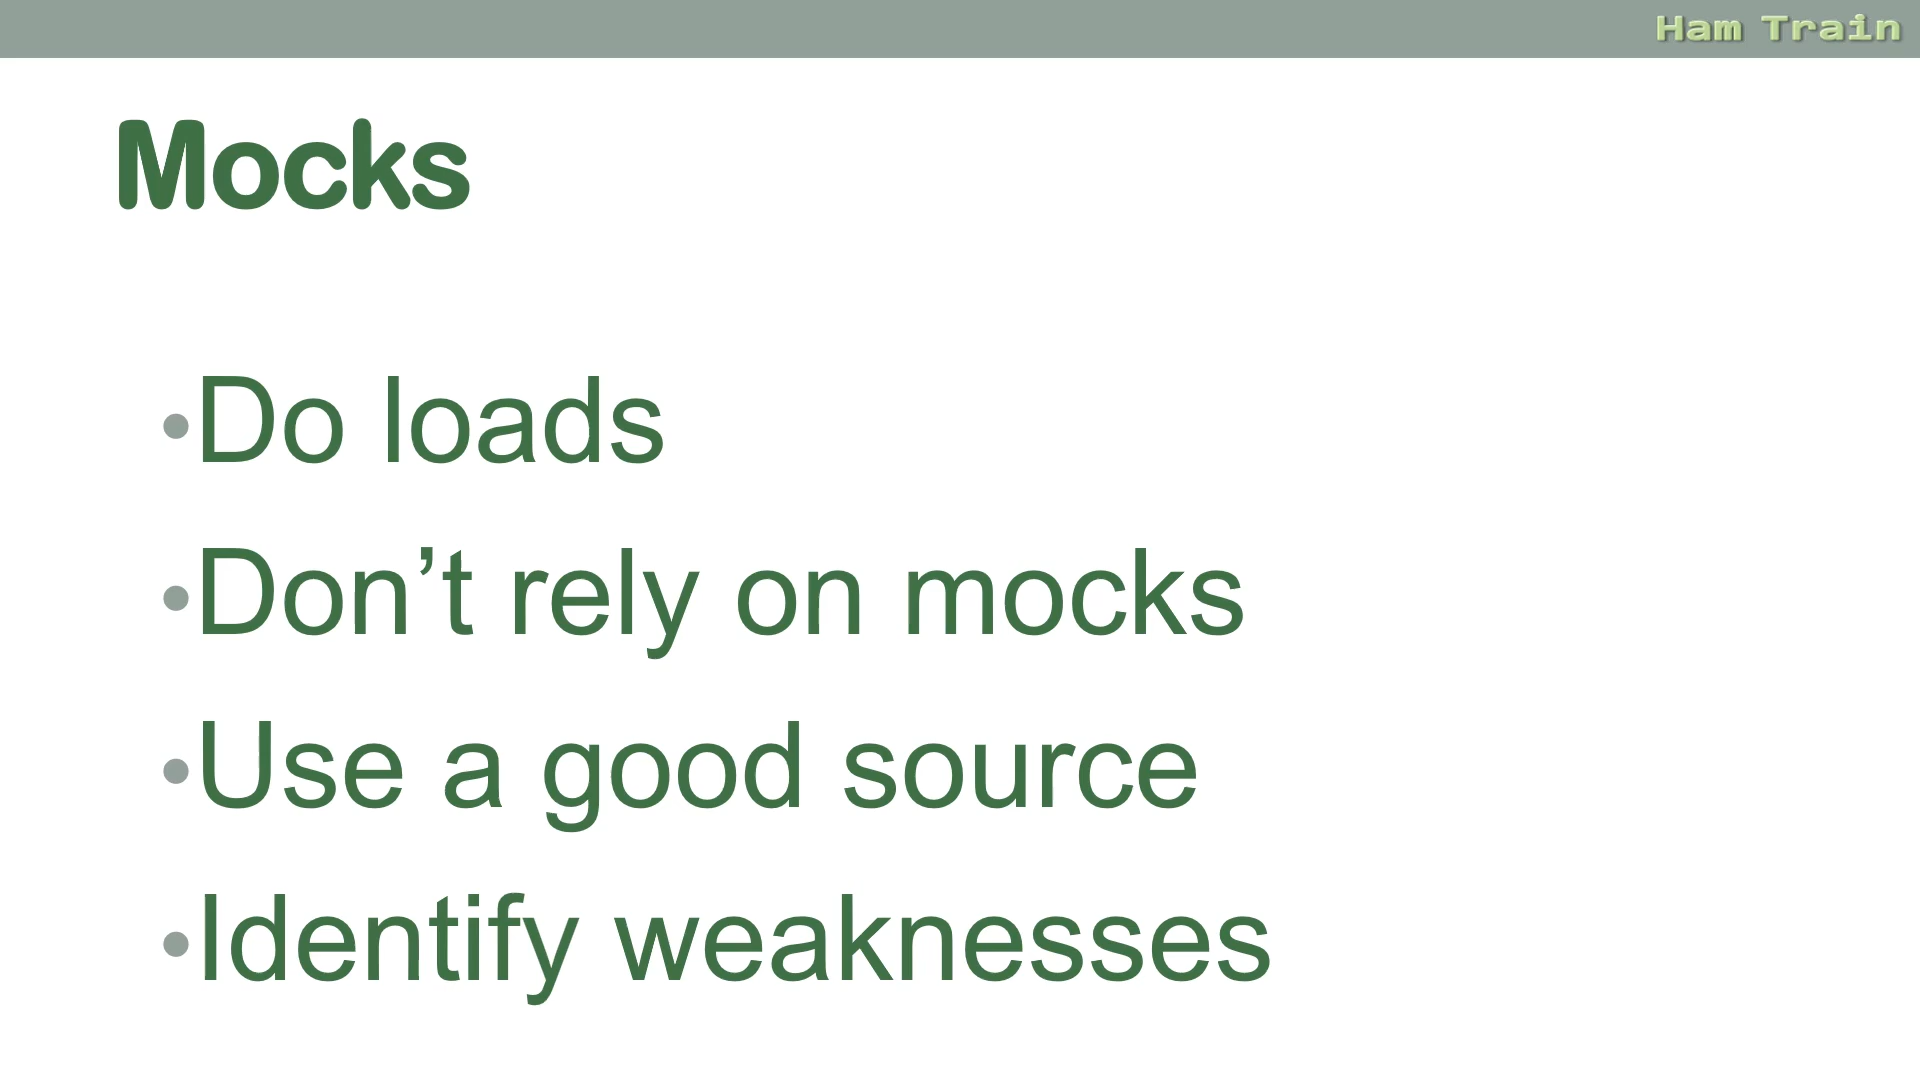 Ham Train
Mocks
•Do loads
•Don’t rely on mocks
•Use a good source
•Identify weaknesses